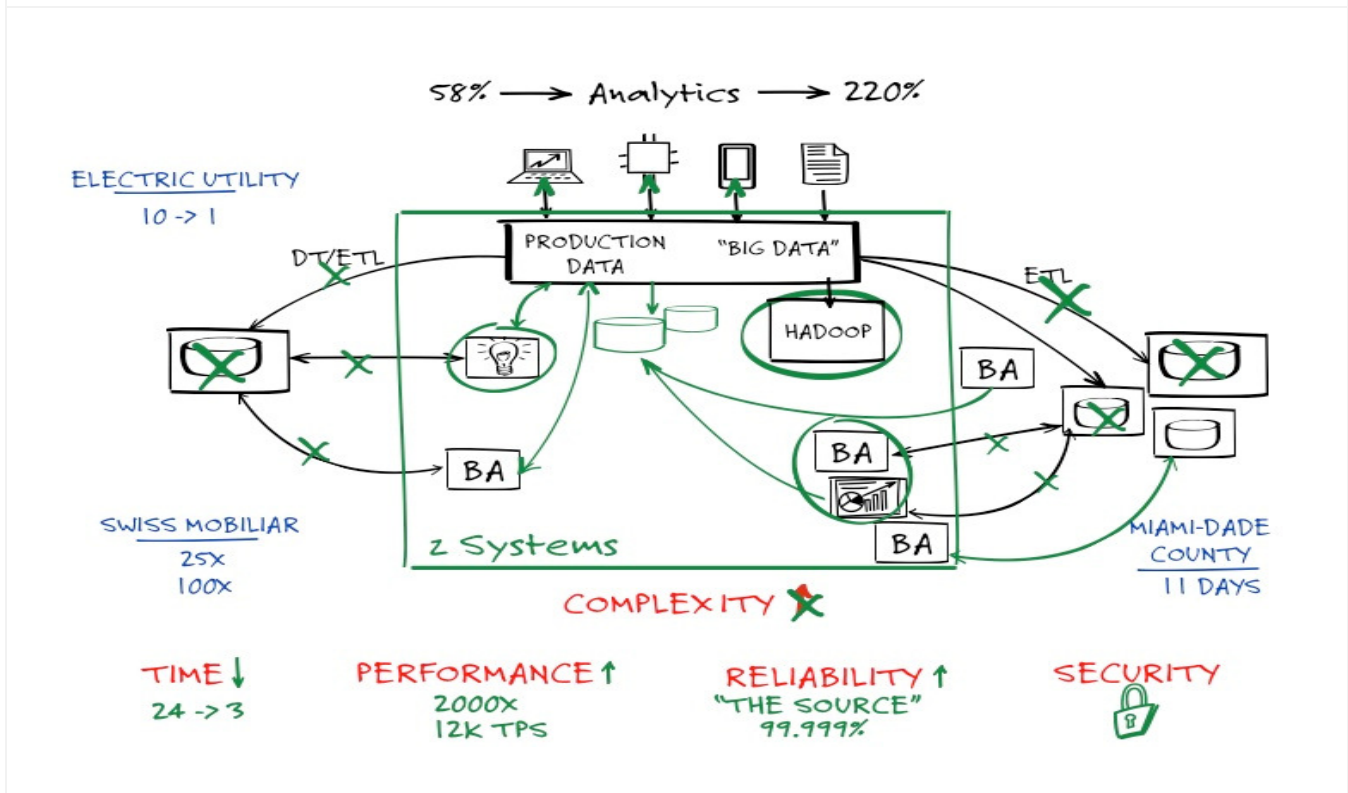 58% → Analytics → 220%
ELECTRIC UTILITY
10 -> 1
DT/ETL
PRODUCTION
DATA
"BIG DATA"
ETL
HADOOP
BA
BA
BA
BA
z Systems
SWISS MOBILIAR
25X
100X
MIAMI-DADE
COUNTY
11 DAYS
COMPLEXITY
TIME ↓
24 -> 3
PERFORMANCE ↑
2000X
12K TPS
RELIABILITY ↑
"THE SOURCE"
99.999%
SECURITY